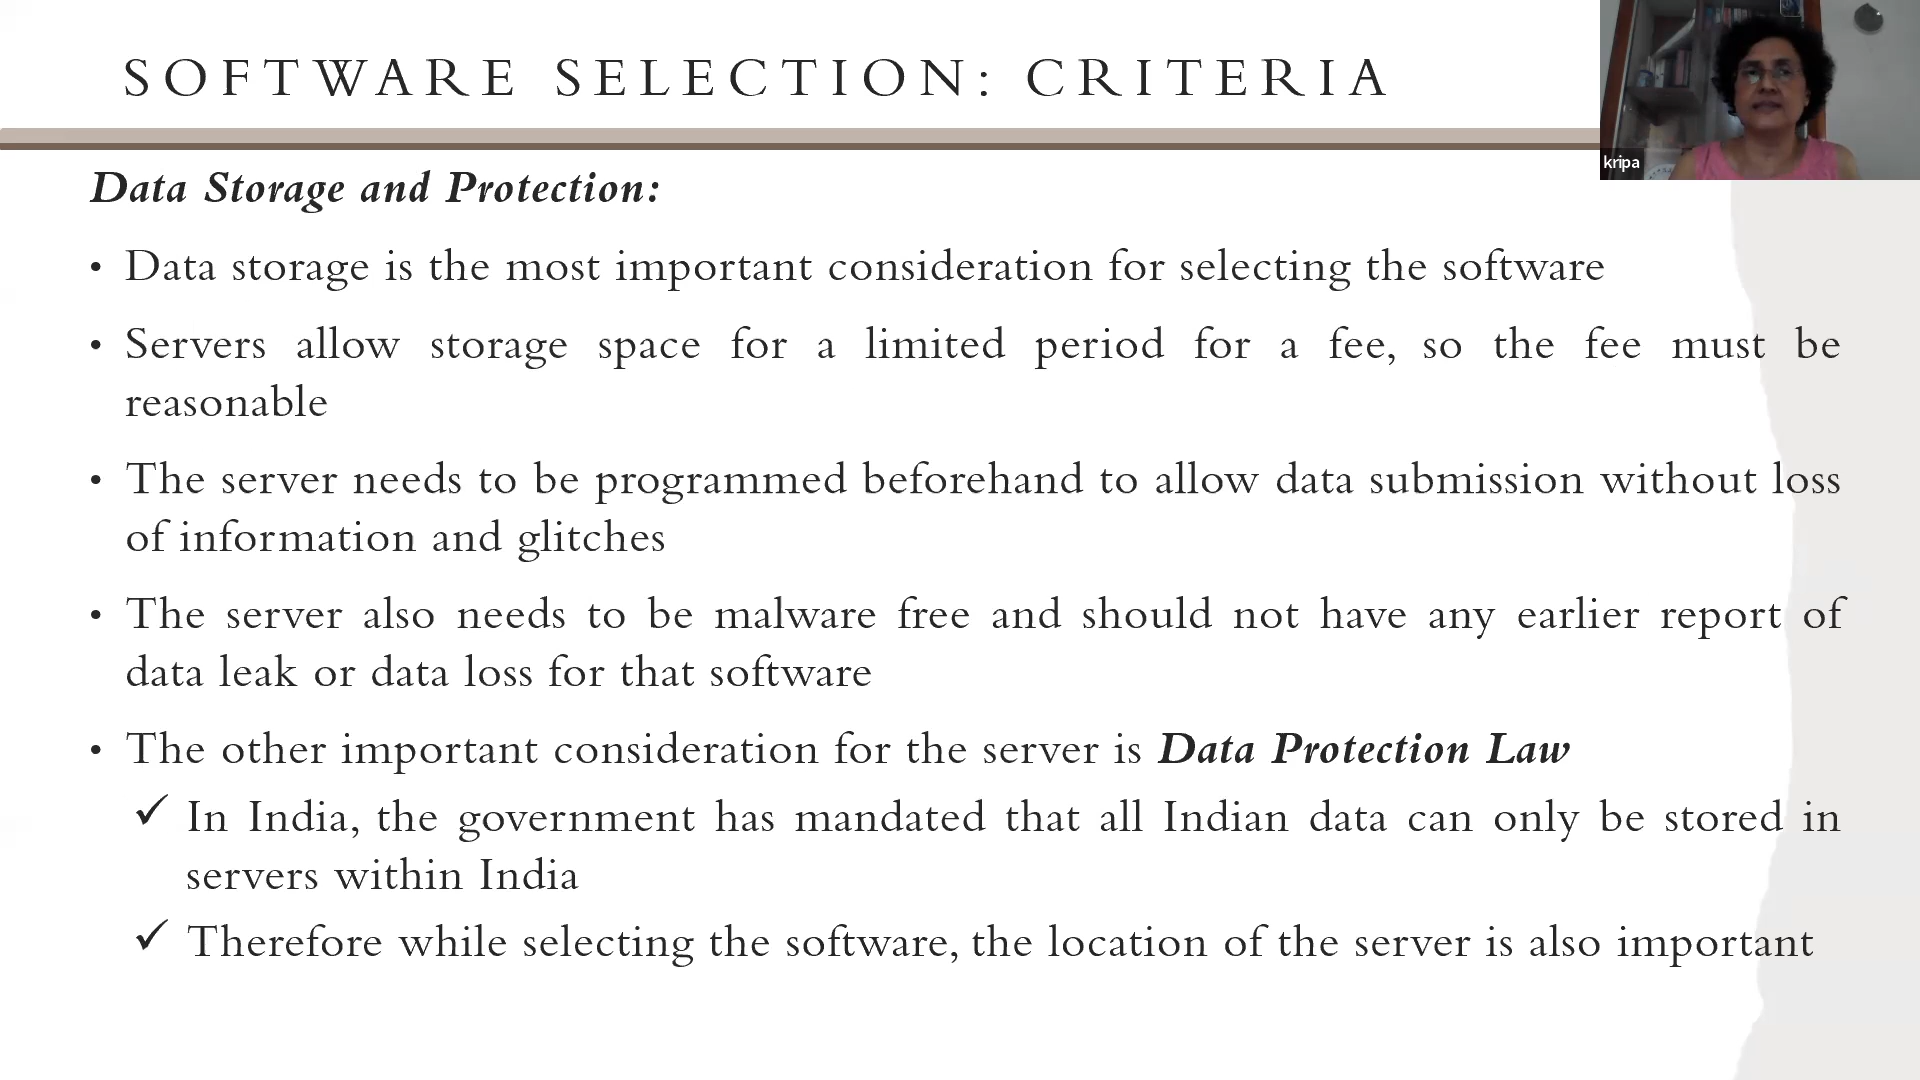 SOFTWARE SELECTION: CRITERIA
kripa
Data Storage and Protection:
• Data storage is the most important consideration for selecting the software
• Servers allow storage space for a limited period for a fee, so the fee must be
reasonable
• The server needs to be programmed beforehand to allow data submission without loss
of information and glitches
• The server also needs to be malware free and should not have any earlier report of
data leak or data loss for that software
• The other important consideration for the server is Data Protection Law
✓ In India, the government has mandated that all Indian data can only be stored in
servers within India
✓ Therefore while selecting the software, the location of the server is also important